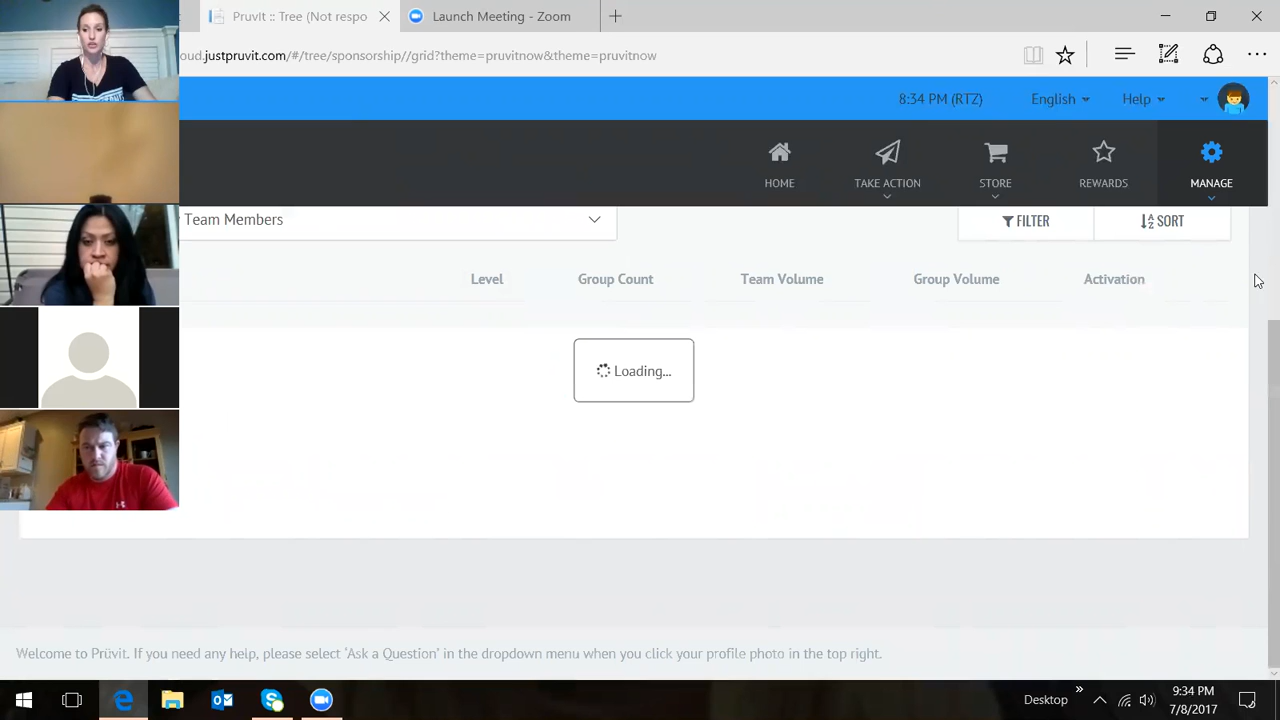 Pruvit :: Tree (Not respo
Launch Meeting - Zoom
oud.justpruvit.com/#/tree/sponsorship//grid?theme=pruvitnow&theme=pruvitnow
8:34 PM (RTZ)
English
Help
HOME
TAKE ACTION
STORE
REWARDS
MANAGE
Team Members
FILTER
SORT
Level
Group Count
Team Volume
Group Volume
Activation
Loading...
Welcome to Prüvit. If you need any help, please select ‘Ask a Question’ in the dropdown menu when you click your profile photo in the top right.
Desktop
9:34 PM
7/8/2017